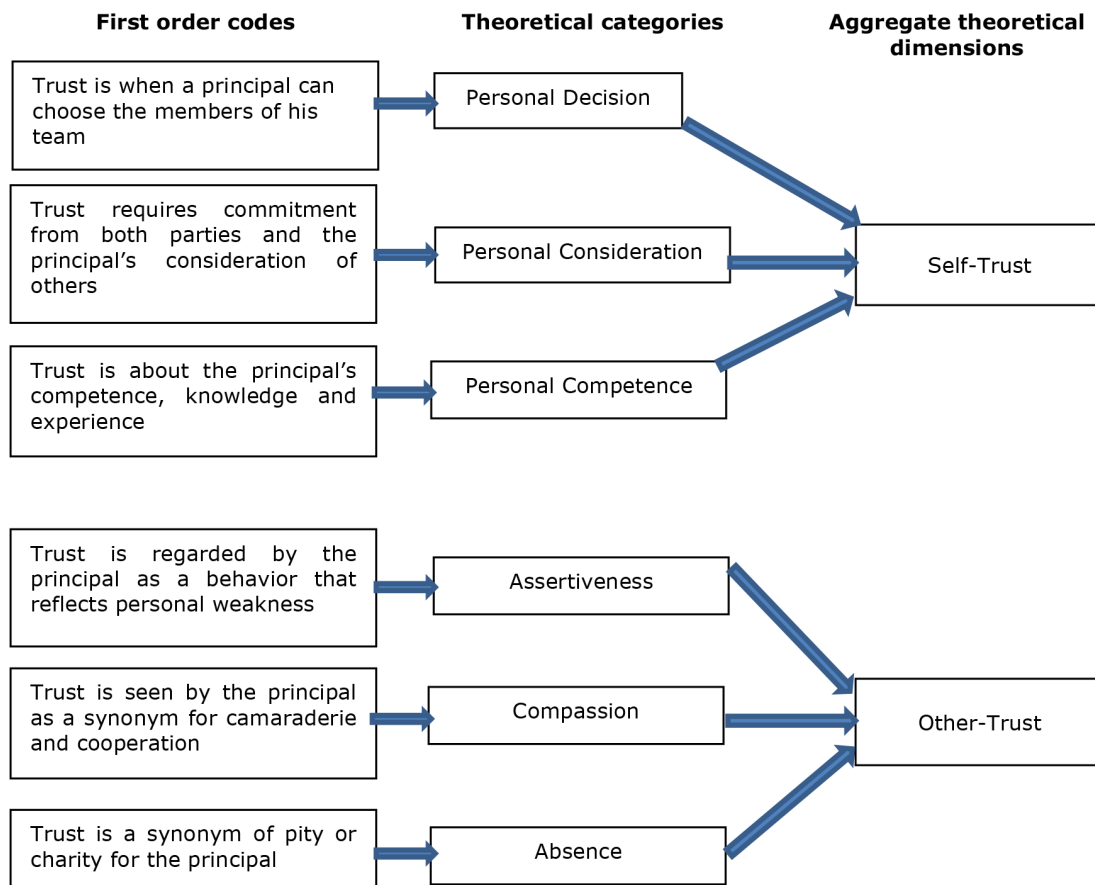 First order codes
Theoretical categories
Aggregate theoretical
dimensions
Trust is when a principal can
choose the members of his
team
Personal Decision
Trust requires commitment
from both parties and the
principal’s consideration of
others
Personal Consideration
Self-Trust
Trust is about the principal’s
competence, knowledge and
experience
Personal Competence
Trust is regarded by the
principal as a behavior that
reflects personal weakness
Assertiveness
Trust is seen by the principal
as a synonym for camaraderie
and cooperation
Compassion
Other-Trust
Trust is a synonym of pity or
charity for the principal
Absence